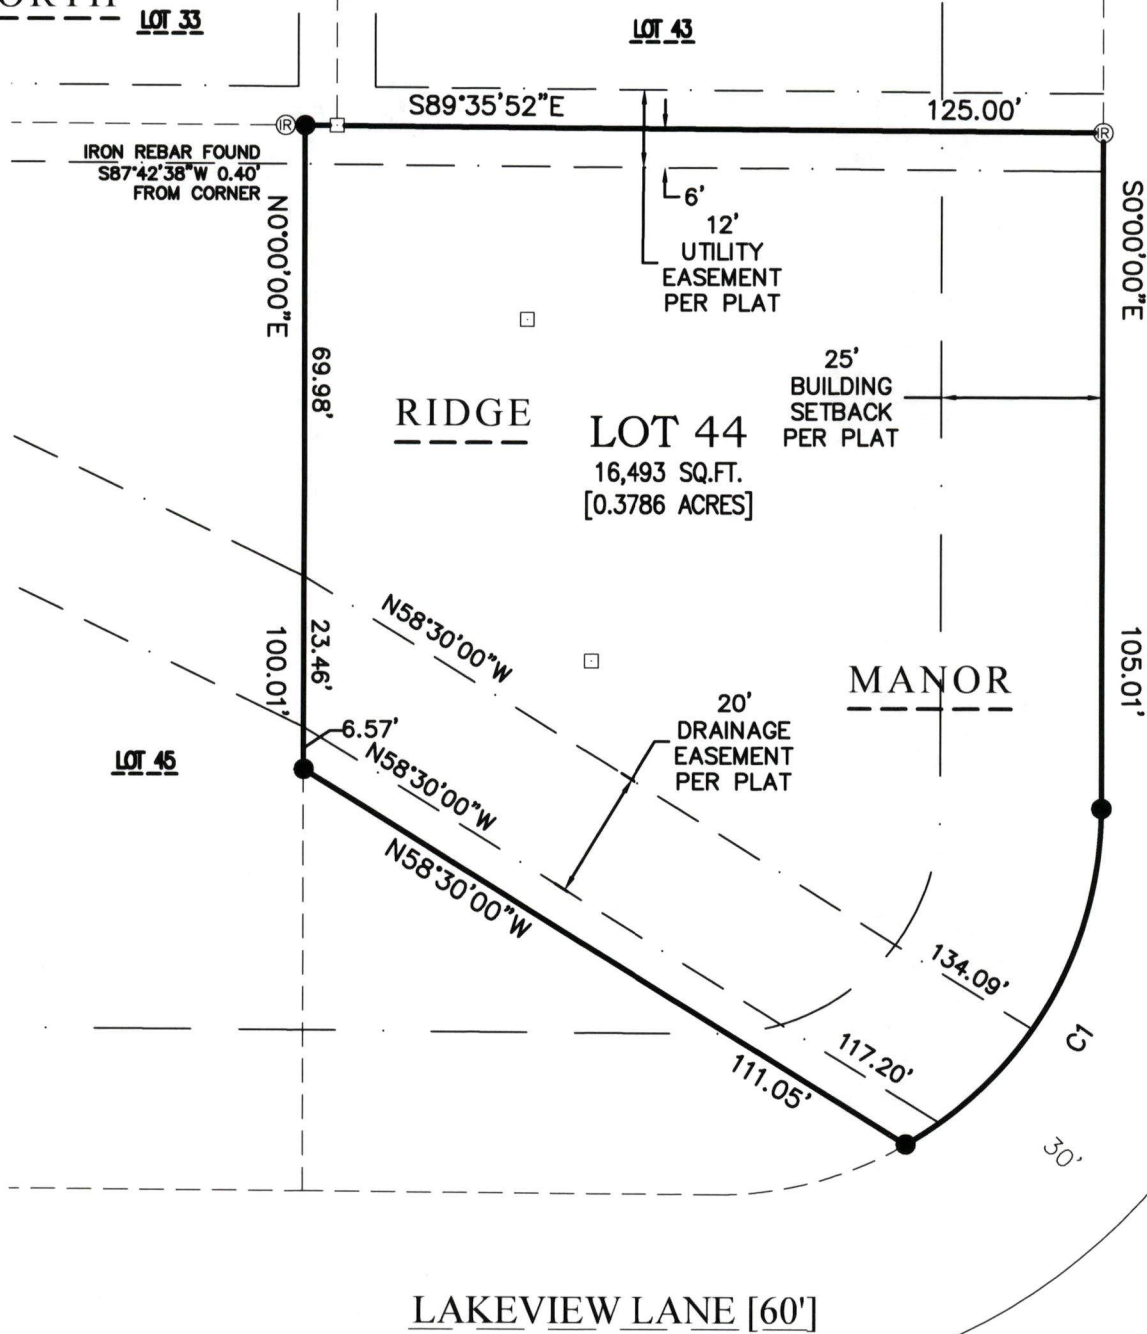 LOT 33
LOT 43
S89°35'52"E
125.00'
IR
IR
IRON REBAR FOUND
S87°42'38"W 0.40'
FROM CORNER
6'
12'
UTILITY
EASEMENT
PER PLAT
N0°00'00"E
S0°00'00"E
69.98'
25'
BUILDING
SETBACK
PER PLAT
RIDGE
LOT 44
16,493 SQ.FT.
[0.3786 ACRES]
N58°30'00"W
23.46'
100.01'
105.01'
MANOR
20'
DRAINAGE
EASEMENT
PER PLAT
6.57'
LOT 45
N58°30'00"W
N58°30'00"W
134.09'
C1
117.20'
111.05'
30'
LAKEVIEW LANE [60']